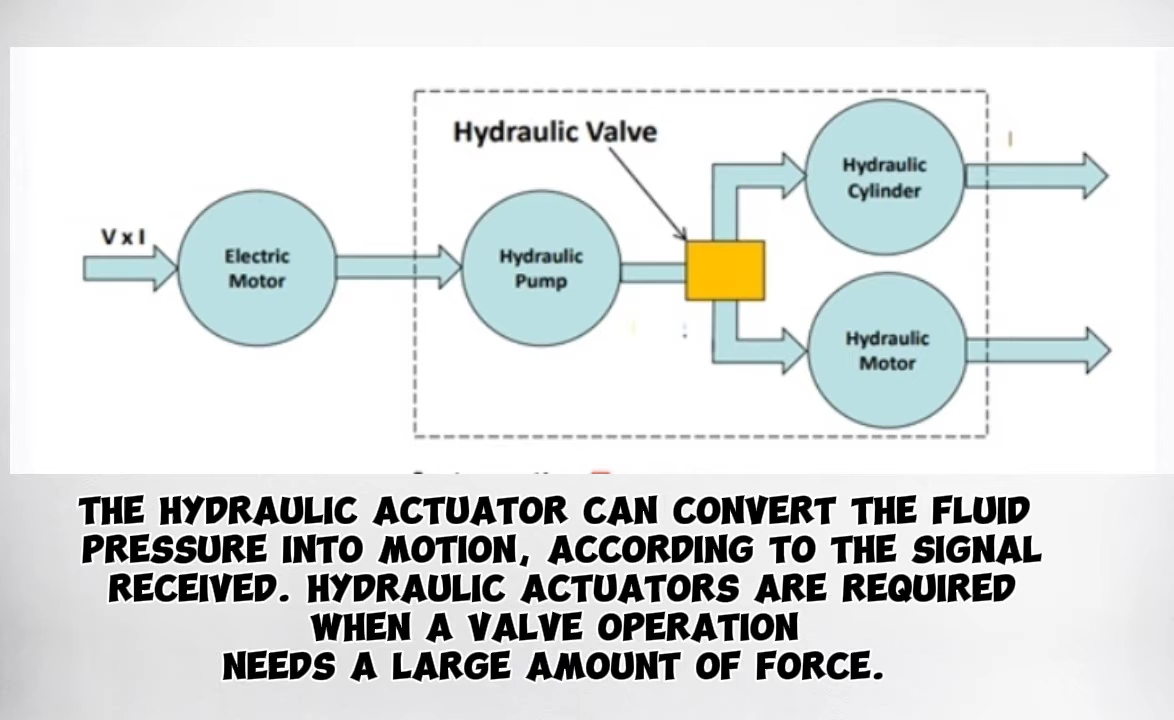 Hydraulic Valve
Hydraulic
Cylinder
V x I
Electric
Motor
Hydraulic
Pump
Hydraulic
Motor
THE HYDRAULIC ACTUATOR CAN CONVERT THE FLUID
PRESSURE INTO MOTION, ACCORDING TO THE SIGNAL
RECEIVED. HYDRAULIC ACTUATORS ARE REQUIRED
WHEN A VALVE OPERATION
NEEDS A LARGE AMOUNT OF FORCE.